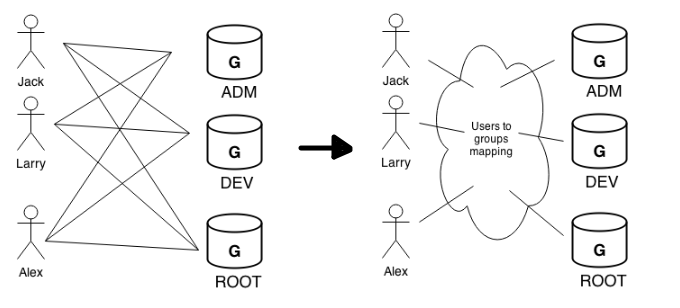 Jack
G
ADM
Larry
G
DEV
Alex
G
ROOT
Jack
G
ADM
Users to
groups
mapping
Larry
G
DEV
Alex
G
ROOT